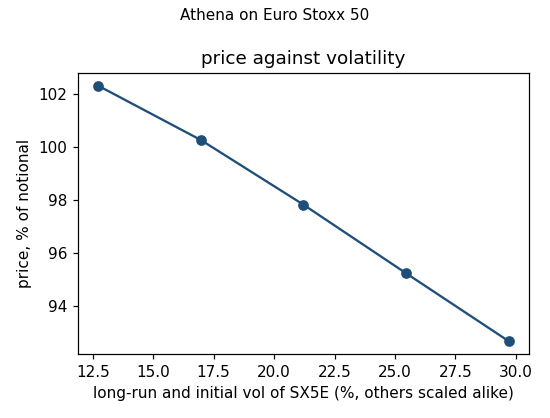 Athena on Euro Stoxx 50
price against volatility
price, % of notional
102
100
98
96
94
12.5 15.0 17.5 20.0 22.5 25.0 27.5 30.0
long-run and initial vol of SX5E (%, others scaled alike)